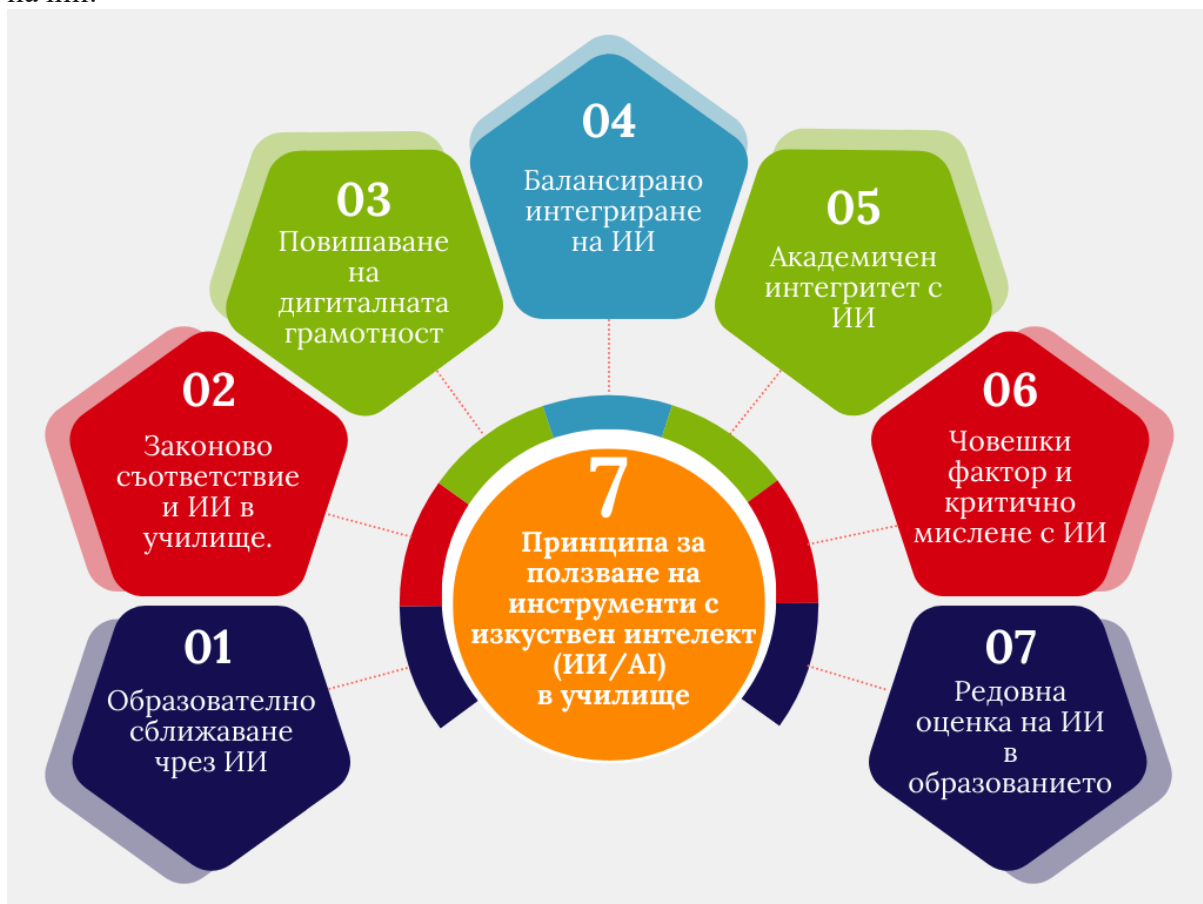 01
Образователно
сближаване
чрез ИИ
02
Законово
съответствие
и ИИ в
училище.
03
Повишаване
на
дигиталната
грамотност
04
Балансирано
интегриране
на ИИ
05
Академичен
интегритет с
ИИ
06
Човешки
фактор и
критично
мислене с ИИ
07
Редовна
оценка на ИИ
в
образованието
7
Принципа за
ползване на
инструменти с
изкуствен интелект
(ИИ/AI)
в училище